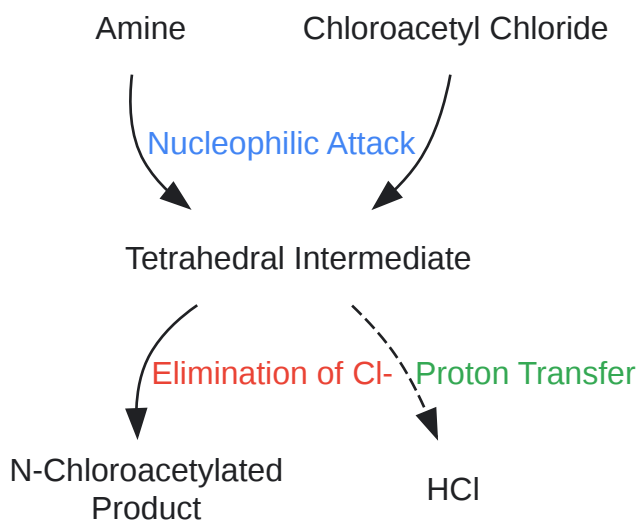 Amine
Chloroacetyl Chloride
Nucleophilic Attack
Tetrahedral Intermediate
Elimination of Cl-
Proton Transfer
N-Chloroacetylated
Product
HCl